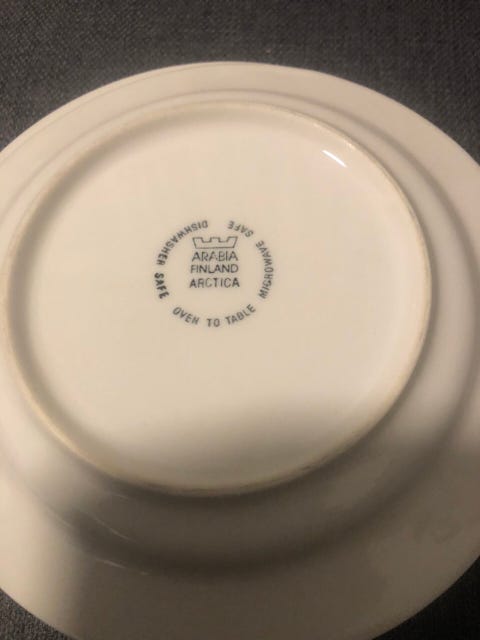 ARABIA
FINLAND
ARCTICA
DISHWASHER SAFE
OVEN TO TABLE
MICROWAVE SAFE